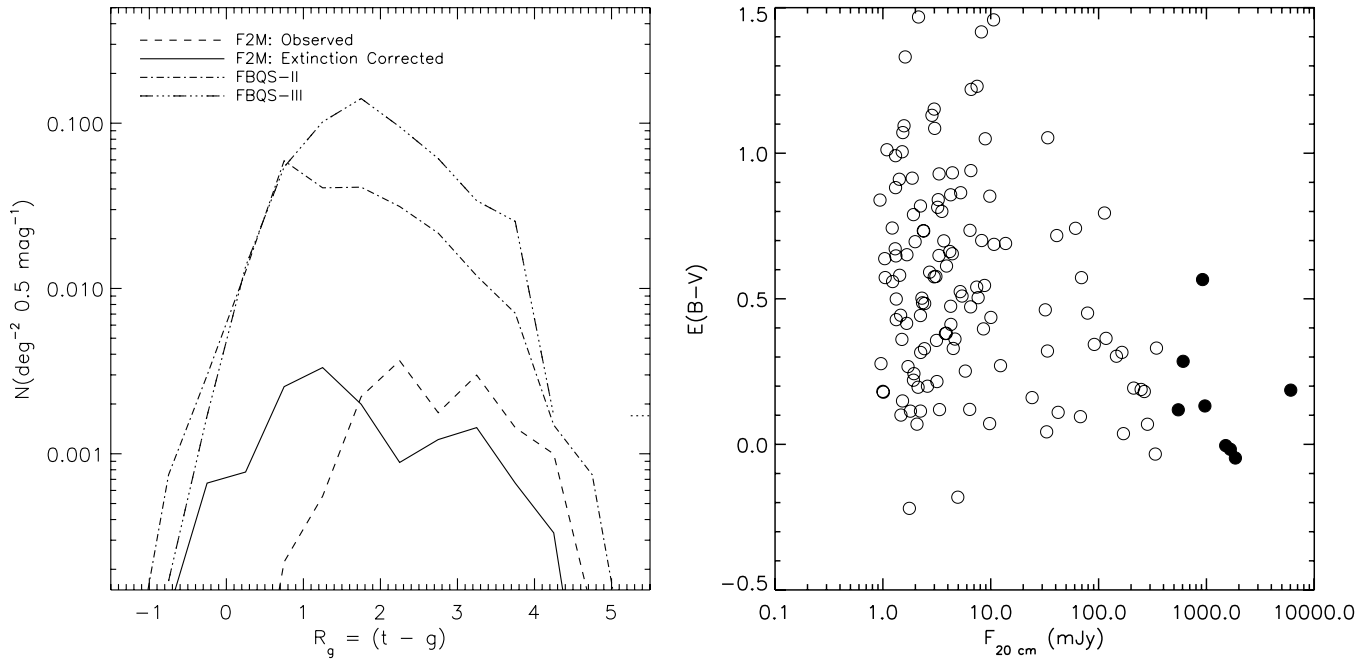 F2M: Observed
F2M: Extinction Corrected
FBQS-II
FBQS-III
0.100
0.010
0.001
N(deg⁻² 0.5 mag⁻¹)
-1 0 1 2 3 4 5
R_g = (t - g)
1.5
1.0
0.5
0.0
-0.5
E(B-V)
0.1 1.0 10.0 100.0 1000.0 10000.0
F_20 cm (mJy)